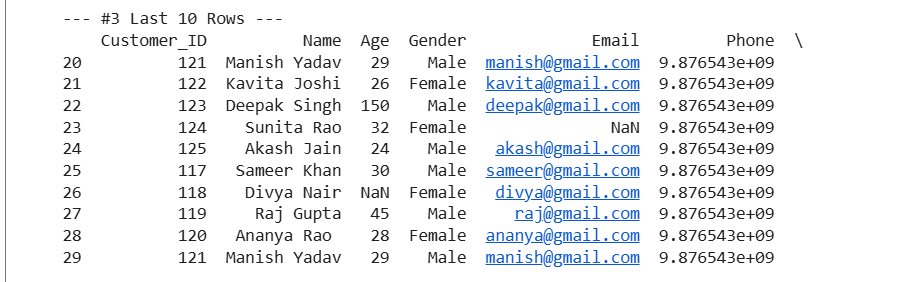 --- #3 Last 10 Rows ---
    Customer_ID          Name  Age  Gender             Email         Phone  \
20          121  Manish Yadav   29    Male  manish@gmail.com  9.876543e+09
21          122  Kavita Joshi   26  Female  kavita@gmail.com  9.876543e+09
22          123  Deepak Singh  150    Male  deepak@gmail.com  9.876543e+09
23          124    Sunita Rao   32  Female               NaN  9.876543e+09
24          125    Akash Jain   24    Male   akash@gmail.com  9.876543e+09
25          117   Sameer Khan   30    Male  sameer@gmail.com  9.876543e+09
26          118    Divya Nair  NaN  Female   divya@gmail.com  9.876543e+09
27          119     Raj Gupta   45    Male     raj@gmail.com  9.876543e+09
28          120   Ananya Rao    28  Female  ananya@gmail.com  9.876543e+09
29          121  Manish Yadav   29    Male  manish@gmail.com  9.876543e+09